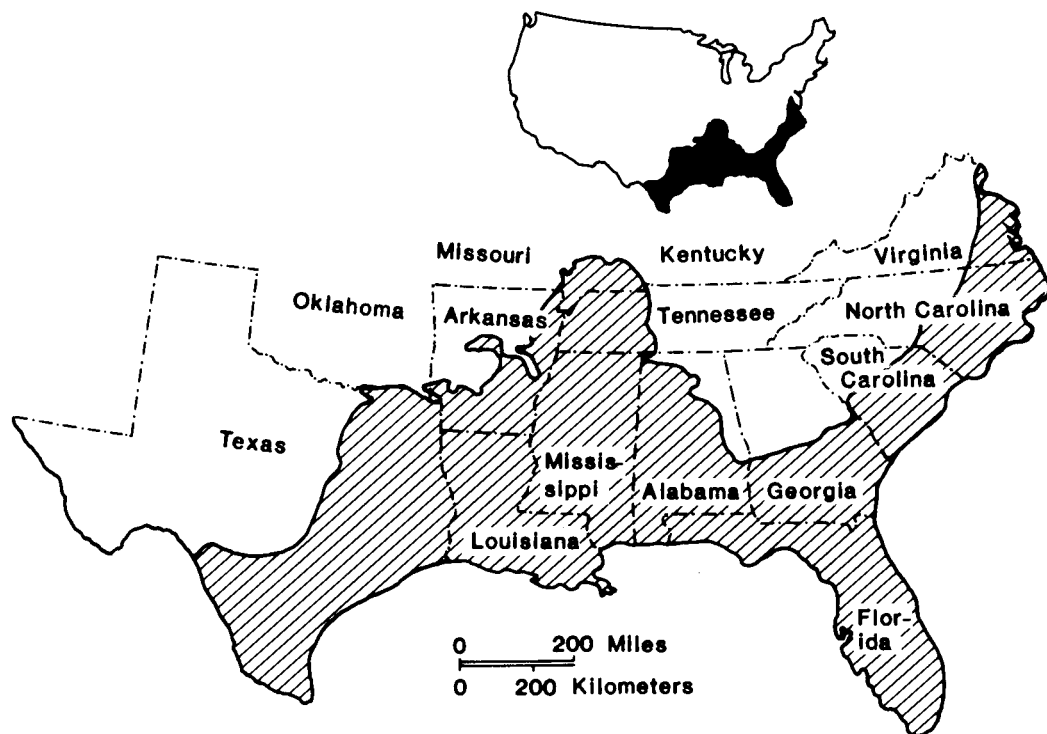 Missouri
Kentucky
Virginia
Oklahoma
Arkansas
Tennessee
North Carolina
South
Carolina
Texas
Missis-
sippi
Alabama
Georgia
Louisiana
Flor-
ida
0 200 Miles
0 200 Kilometers